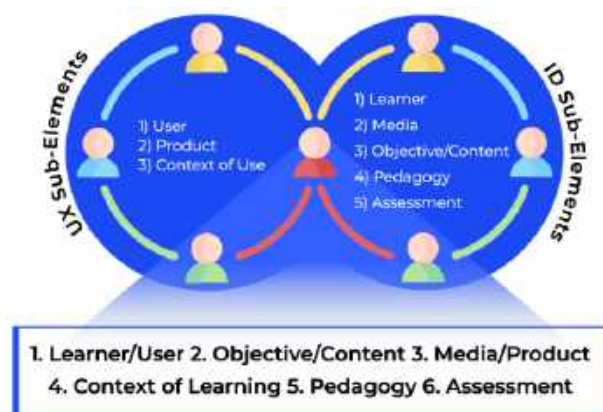 UX Sub-Elements
1) User
2) Product
3) Context of Use
1) Learner
2) Media
3) Objective/Content
4) Pedagogy
5) Assessment
ID Sub-Elements
1. Learner/User 2. Objective/Content 3. Media/Product
4. Context of Learning 5. Pedagogy 6. Assessment